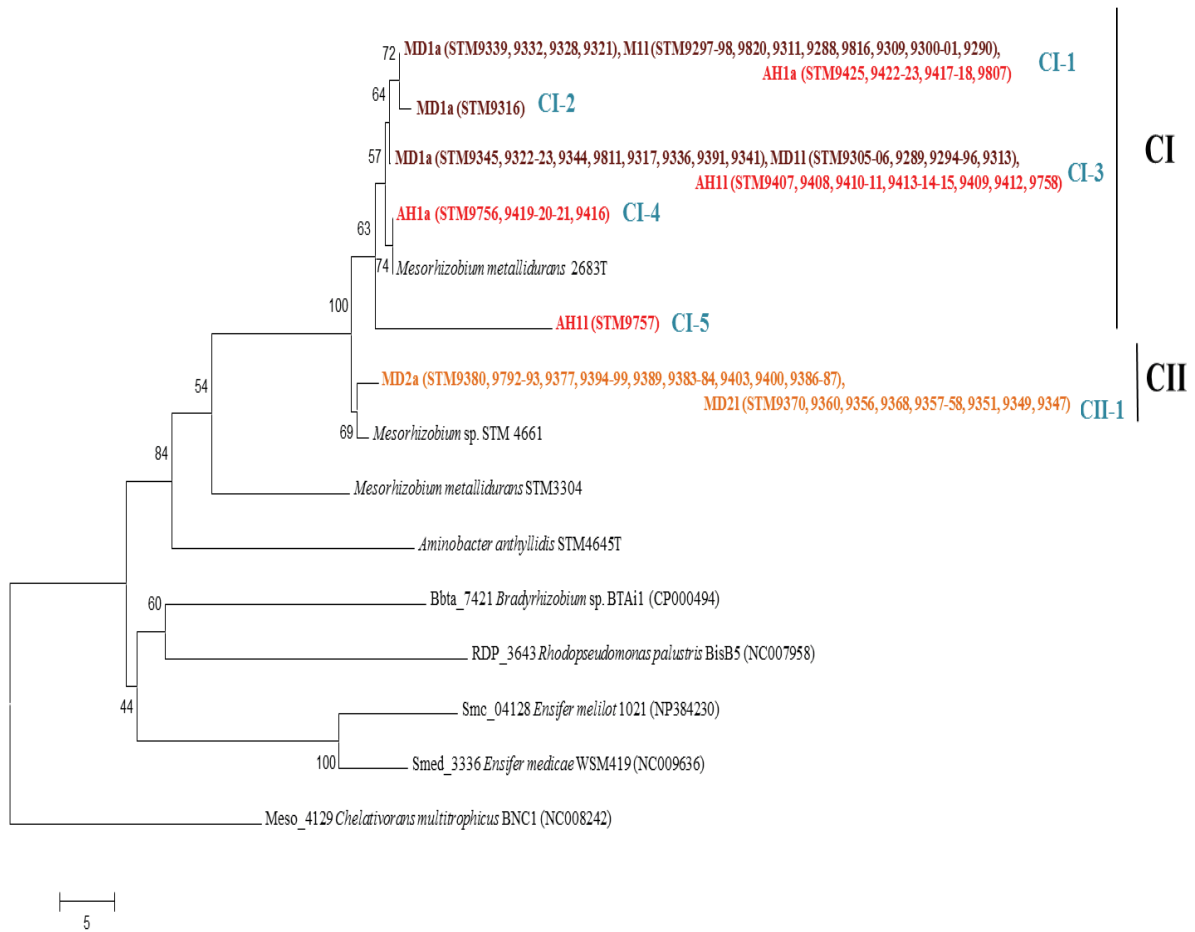 72
MD1a (STM9339, 9332, 9328, 9321), M1l(STM9297-98, 9820, 9311, 9288, 9816, 9309, 9300-01, 9290),
AH1a (STM9425, 9422-23, 9417-18, 9807)
CI-1
64
MD1a (STM9316)
CI-2
CI
57
MD1a (STM9345, 9322-23, 9344, 9811, 9317, 9336, 9391, 9341), MD1l (STM9305-06, 9289, 9294-96, 9313),
AH1l (STM9407, 9408, 9410-11, 9413-14-15, 9409, 9412, 9758)
CI-3
AH1a (STM9756, 9419-20-21, 9416)
CI-4
63
74
Mesorhizobium metallidurans 2683T
100
AH1l (STM9757)
CI-5
MD2a (STM9380, 9792-93, 9377, 9394-99, 9389, 9383-84, 9403, 9400, 9386-87),
MD2l (STM9370, 9360, 9356, 9368, 9357-58, 9351, 9349, 9347)
CII-1
CII
54
69
Mesorhizobium sp. STM 4661
84
Mesorhizobium metallidurans STM3304
Aminobacter anthyllidis STM4645T
60
Bbta_7421 Bradyrhizobium sp. BTAi1 (CP000494)
RDP_3643 Rhodopseudomonas palustris BisB5 (NC007958)
44
Smc_04128 Ensifer melilot 1021 (NP384230)
100
Smed_3336 Ensifer medicae WSM419 (NC009636)
Meso_4129 Chelativorans multitrophicus BNC1 (NC008242)
5